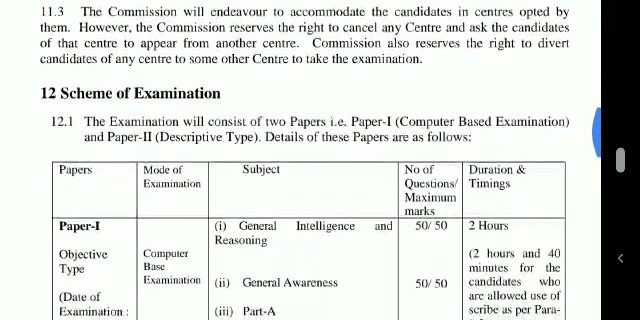 11.3 The Commission will endeavour to accommodate the candidates in centres opted by
them. However, the Commission reserves the right to cancel any Centre and ask the candidates
of that centre to appear from another centre. Commission also reserves the right to divert
candidates of any centre to some other Centre to take the examination.
12 Scheme of Examination
12.1 The Examination will consist of two Papers i.e. Paper-I (Computer Based Examination)
and Paper-II (Descriptive Type). Details of these Papers are as follows:
Papers Mode of Subject No of Duration &
Examination Questions/ Timings
Maximum
marks
Paper-I (i) General Intelligence and 50/ 50 2 Hours
Reasoning
Objective Computer (2 hours and 40
Type Base minutes for the
Examination (ii) General Awareness 50/ 50 candidates who
(Date of are allowed use of
Examination : (iii) Part-A scribe as per Para-